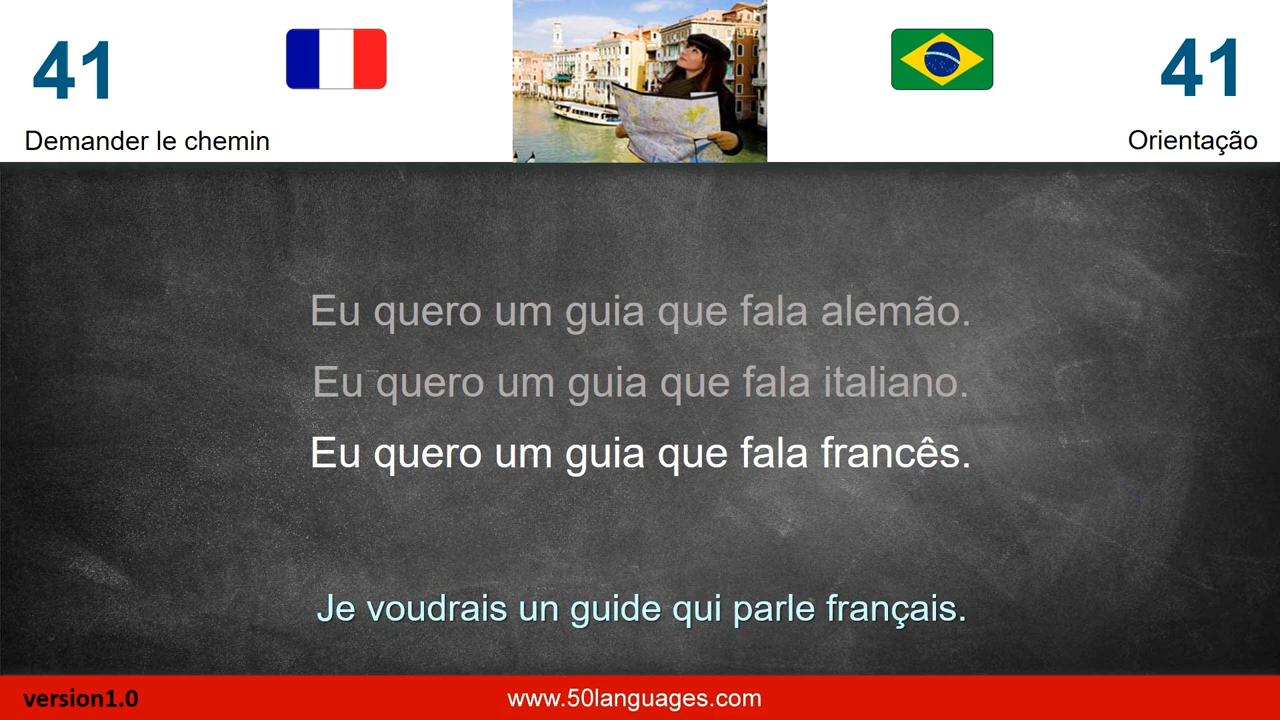 41
41
Demander le chemin
Orientação
Eu quero um guia que fala alemão.
Eu quero um guia que fala italiano.
Eu quero um guia que fala francês.
Je voudrais un guide qui parle français.
version1.0
www.50languages.com